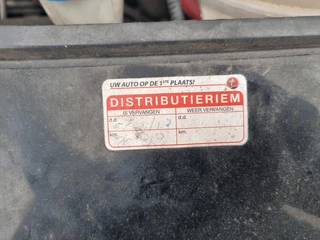 UW AUTO OP DE 1STE PLAATS!
DISTRIBUTIERIEM
IS VERVANGEN WEER VERVANGEN
d.d. d.d.
km. km.